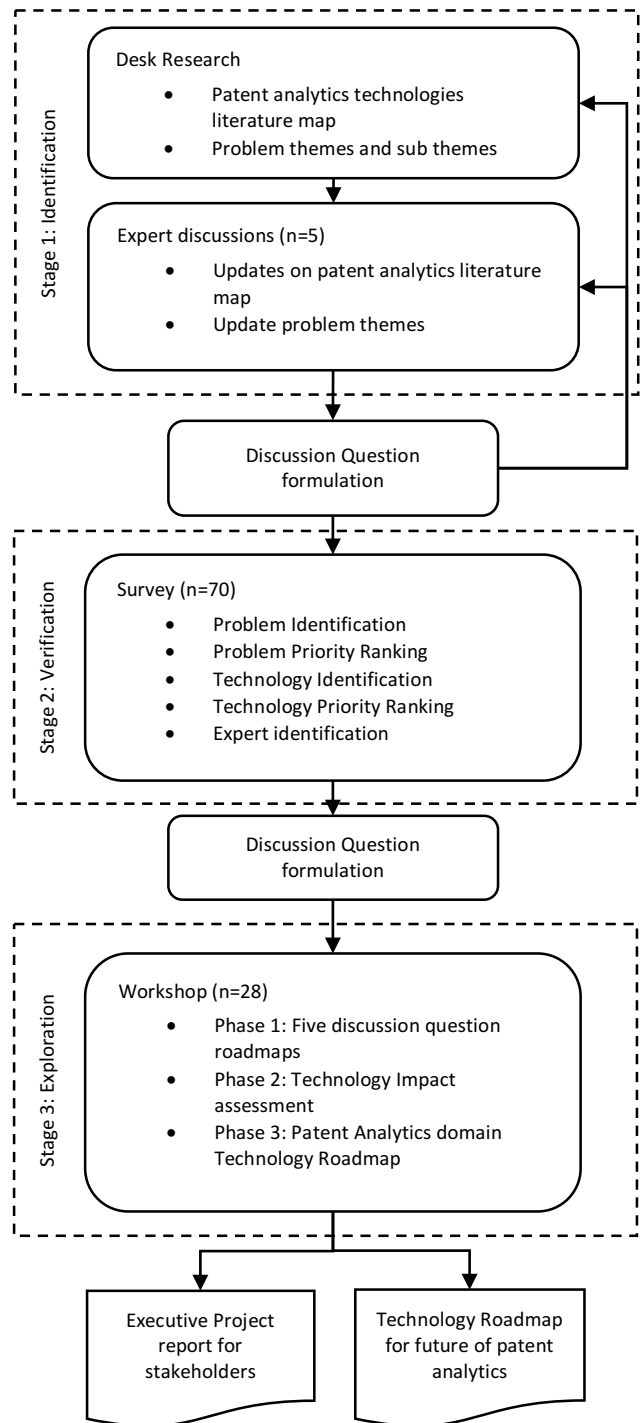 Stage 1: Identification
Desk Research
• Patent analytics technologies
literature map
• Problem themes and sub themes
Expert discussions (n=5)
• Updates on patent analytics literature
map
• Update problem themes
Discussion Question
formulation
Stage 2: Verification
Survey (n=70)
• Problem Identification
• Problem Priority Ranking
• Technology Identification
• Technology Priority Ranking
• Expert identification
Discussion Question
formulation
Stage 3: Exploration
Workshop (n=28)
• Phase 1: Five discussion question
roadmaps
• Phase 2: Technology Impact
assessment
• Phase 3: Patent Analytics domain
Technology Roadmap
Executive Project
report for
stakeholders
Technology Roadmap
for future of patent
analytics